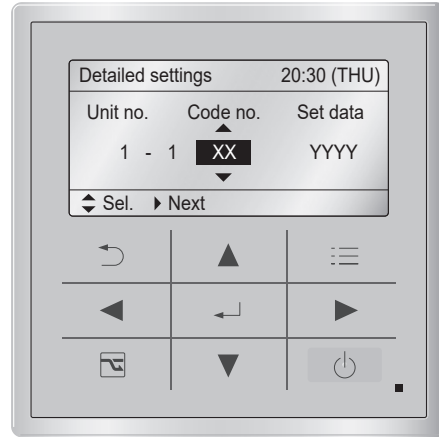 Detailed settings 20:30 (THU)
Unit no. Code no. Set data
1 - 1 XX YYYY
Sel. Next